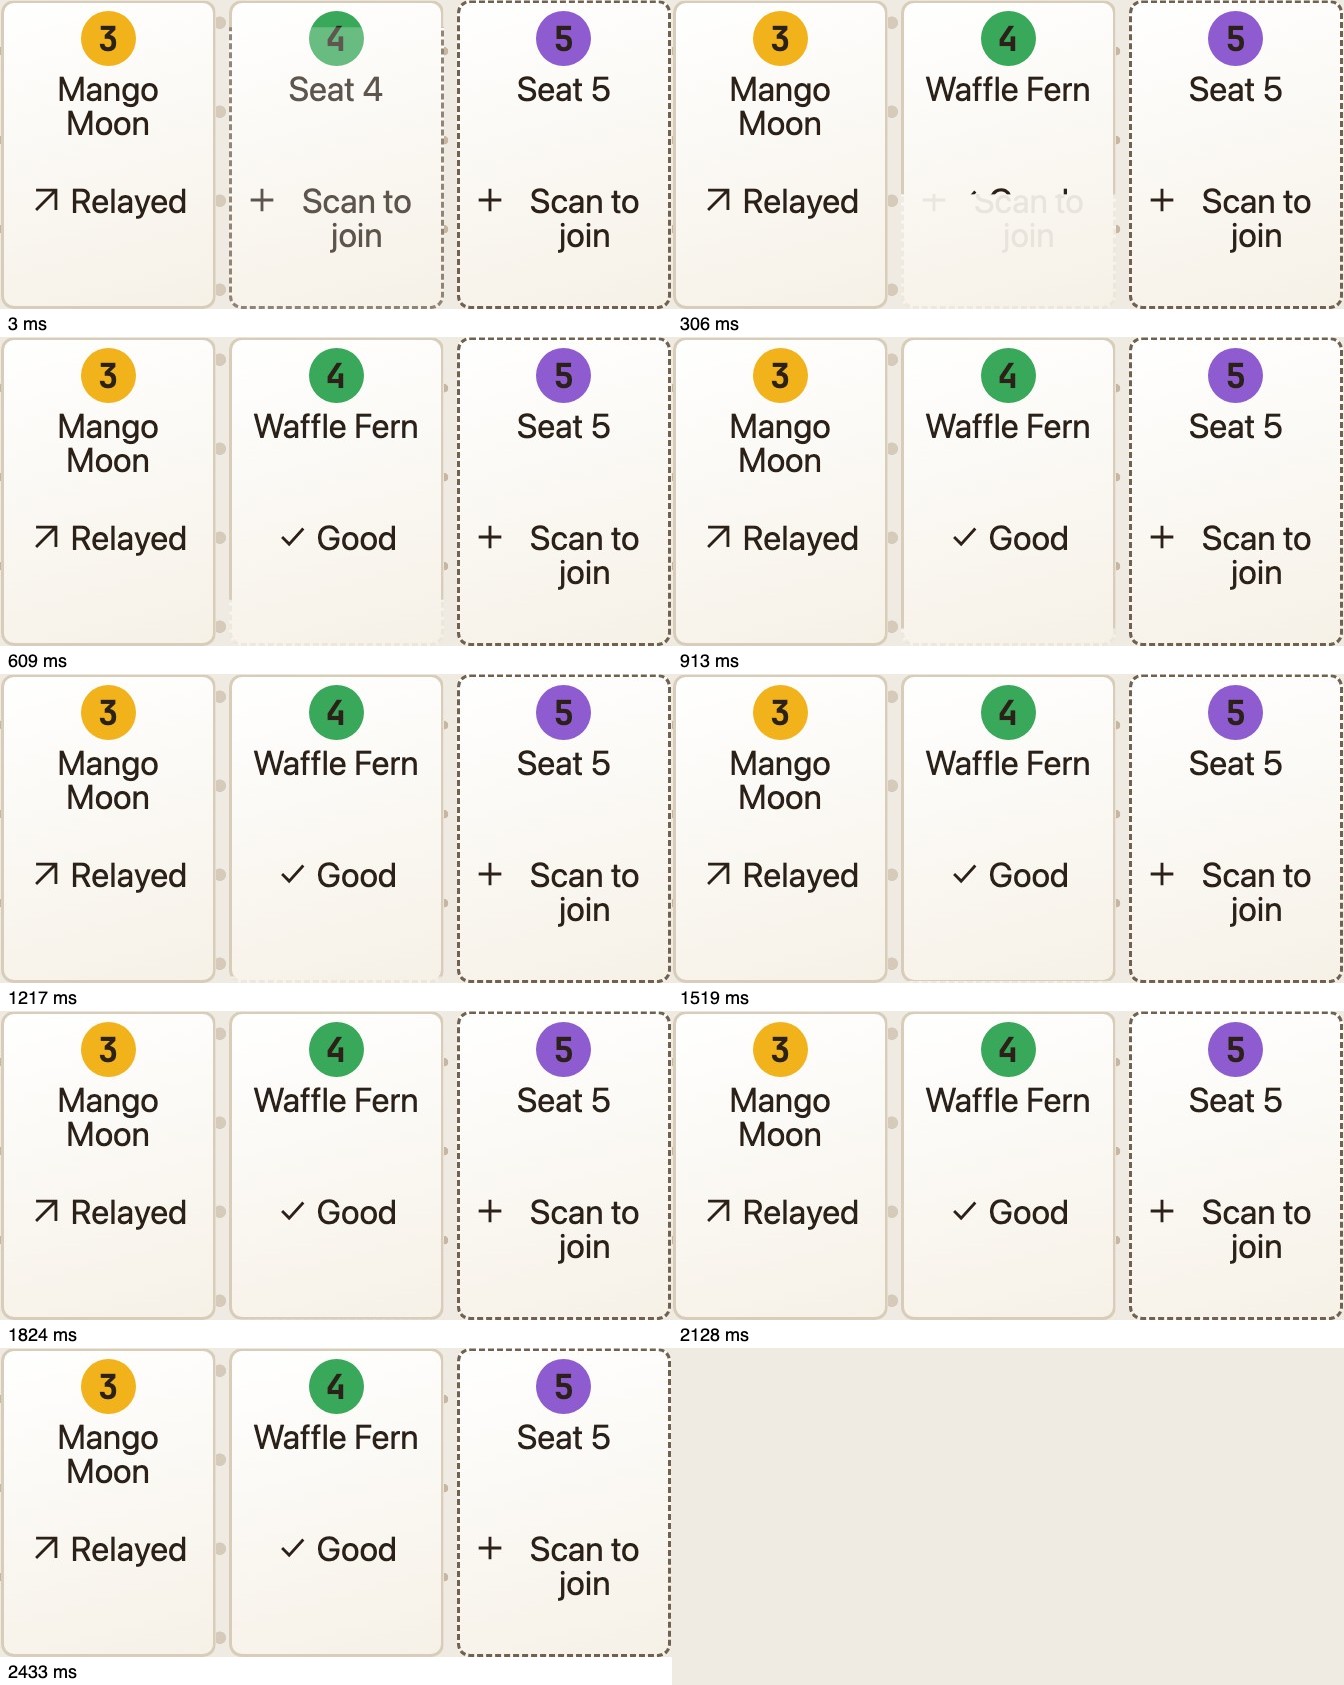 3
Mango
Moon
Relayed
4
Seat 4
Scan to
join
5
Seat 5
Scan to
join
3 ms
3
Mango
Moon
Relayed
4
Waffle Fern
Scan to
join
5
Seat 5
Scan to
join
306 ms
3
Mango
Moon
Relayed
4
Waffle Fern
Good
5
Seat 5
Scan to
join
609 ms
3
Mango
Moon
Relayed
4
Waffle Fern
Good
5
Seat 5
Scan to
join
913 ms
3
Mango
Moon
Relayed
4
Waffle Fern
Good
5
Seat 5
Scan to
join
1217 ms
3
Mango
Moon
Relayed
4
Waffle Fern
Good
5
Seat 5
Scan to
join
1519 ms
3
Mango
Moon
Relayed
4
Waffle Fern
Good
5
Seat 5
Scan to
join
1824 ms
3
Mango
Moon
Relayed
4
Waffle Fern
Good
5
Seat 5
Scan to
join
2128 ms
3
Mango
Moon
Relayed
4
Waffle Fern
Good
5
Seat 5
Scan to
join
2433 ms